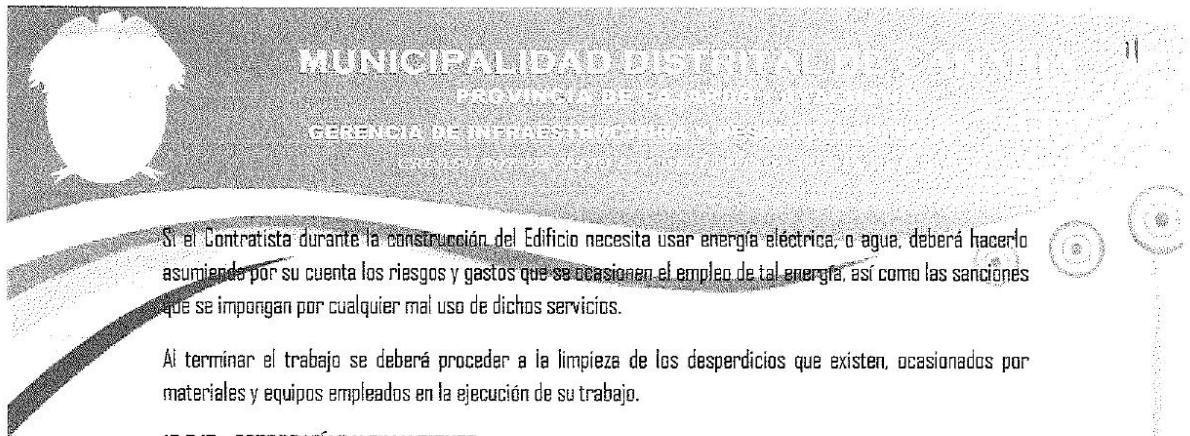 MUNICIPALIDAD DISTRITAL DE
PROVINCIA DE FAJARDO
GERENCIA DE INFRAESTRUCTURA Y
Si el Contratista durante la construcción del Edificio necesita usar energía eléctrica, o agua, deberá hacerlo
asumiendo por su cuenta los riesgos y gastos que se ocasionen el empleo de tal energía, así como las sanciones
que se impongan por cualquier mal uso de dichos servicios.
Al terminar el trabajo se deberá proceder a la limpieza de los desperdicios que existen, ocasionados por
materiales y equipos empleados en la ejecución de su trabajo.